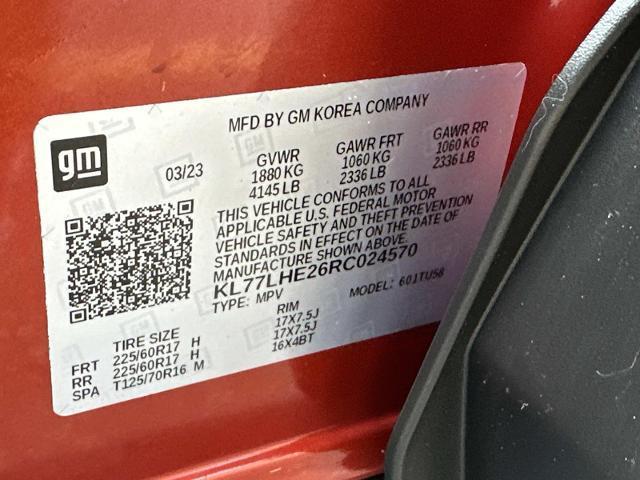 MFD BY GM KOREA COMPANY
gm
03/23
GVWR GAWR FRT GAWR RR
1880 KG 1060 KG 1060 KG
4145 LB 2336 LB 2336 LB
THIS VEHICLE CONFORMS TO ALL
APPLICABLE U.S. FEDERAL MOTOR
VEHICLE SAFETY AND THEFT PREVENTION
STANDARDS IN EFFECT ON THE DATE OF
MANUFACTURE SHOWN ABOVE.
KL77LHE26RC024570
TYPE: MPV MODEL: 601TU58
TIRE SIZE RIM
FRT 225/60R17 H 17X7.5J
RR 225/60R17 H 17X7.5J
SPA T125/70R16 M 16X4BT